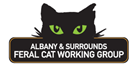 ALBANY & SURROUNDS
FERAL CAT WORKING GROUP